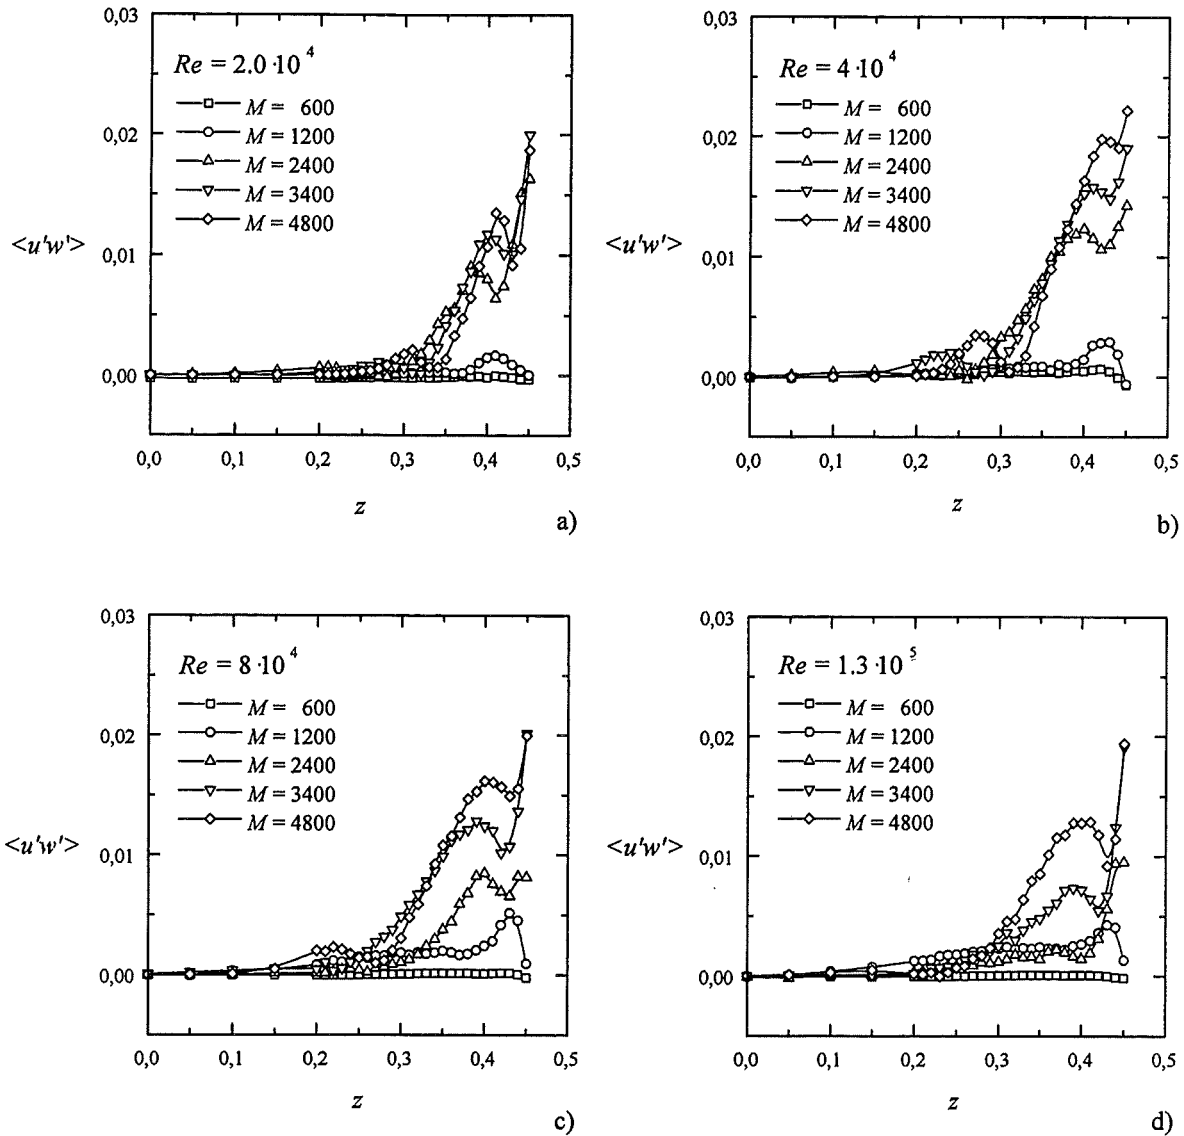 0,03
Re = 2.0·10⁴
M = 600
M = 1200
M = 2400
M = 3400
M = 4800
0,02
<u'w'>
0,01
0,00
0,0 0,1 0,2 0,3 0,4 0,5
z
a)
0,03
Re = 4·10⁴
M = 600
M = 1200
M = 2400
M = 3400
M = 4800
0,02
<u'w'>
0,01
0,00
0,0 0,1 0,2 0,3 0,4 0,5
z
b)
0,03
Re = 8·10⁴
M = 600
M = 1200
M = 2400
M = 3400
M = 4800
0,02
<u'w'>
0,01
0,00
0,0 0,1 0,2 0,3 0,4 0,5
z
c)
0,03
Re = 1.3·10⁵
M = 600
M = 1200
M = 2400
M = 3400
M = 4800
0,02
<u'w'>
0,01
0,00
0,0 0,1 0,2 0,3 0,4 0,5
z
d)